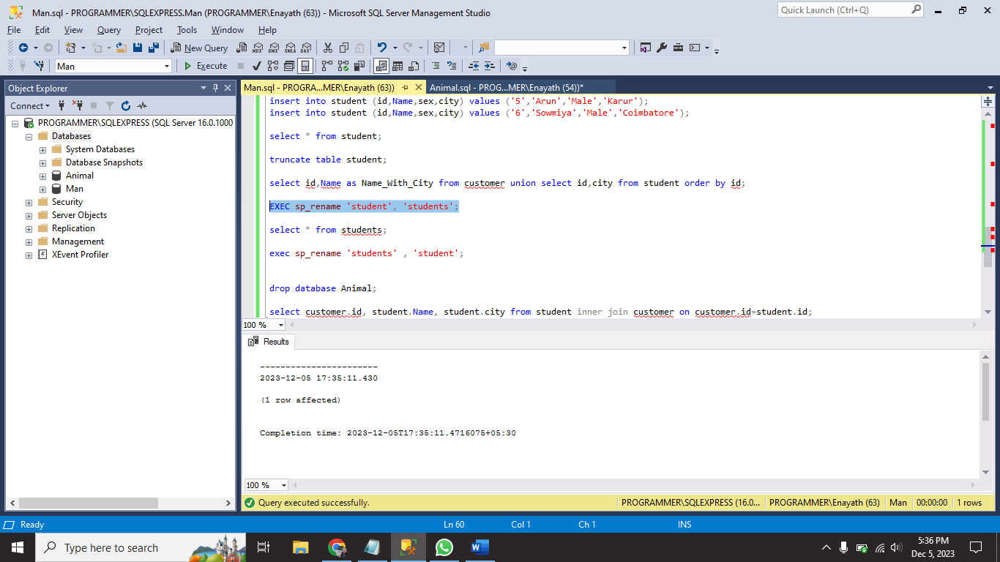 Man.sql - PROGRAMMER\SQLEXPRESS.Man (PROGRAMMER\Enayath (63)) - Microsoft SQL Server Management Studio
Quick Launch (Ctrl+Q)
File Edit View Query Project Tools Window Help
New Query MDX DMX XMLA DAX
Man Execute
Object Explorer
Man.sql - PROGRA...MER\Enayath (63)) Animal.sql - PROG...MER\Enayath (54))*
Connect
PROGRAMMER\SQLEXPRESS (SQL Server 16.0.1000
Databases
System Databases
Database Snapshots
Animal
Man
Security
Server Objects
Replication
Management
XEvent Profiler
insert into student (id,Name,sex,city) values ('5','Arun','Male','Karur');
insert into student (id,Name,sex,city) values ('6','Sowmiya','Male','Coimbatore');
select * from student;
truncate table student;
select id,Name as Name_With_City from customer union select id,city from student order by id;
EXEC sp_rename 'student', 'students';
select * from students;
exec sp_rename 'students' , 'student';
drop database Animal;
select customer.id, student.Name, student.city from student inner join customer on customer.id=student.id;
100 %
Results
-----------------------
2023-12-05 17:35:11.430
(1 row affected)
Completion time: 2023-12-05T17:35:11.4716075+05:30
100 %
Query executed successfully. PROGRAMMER\SQLEXPRESS (16.0... PROGRAMMER\Enayath (63) Man 00:00:00 1 rows
Ready Ln 60 Col 1 Ch 1 INS
Type here to search
5:36 PM
Dec 5, 2023